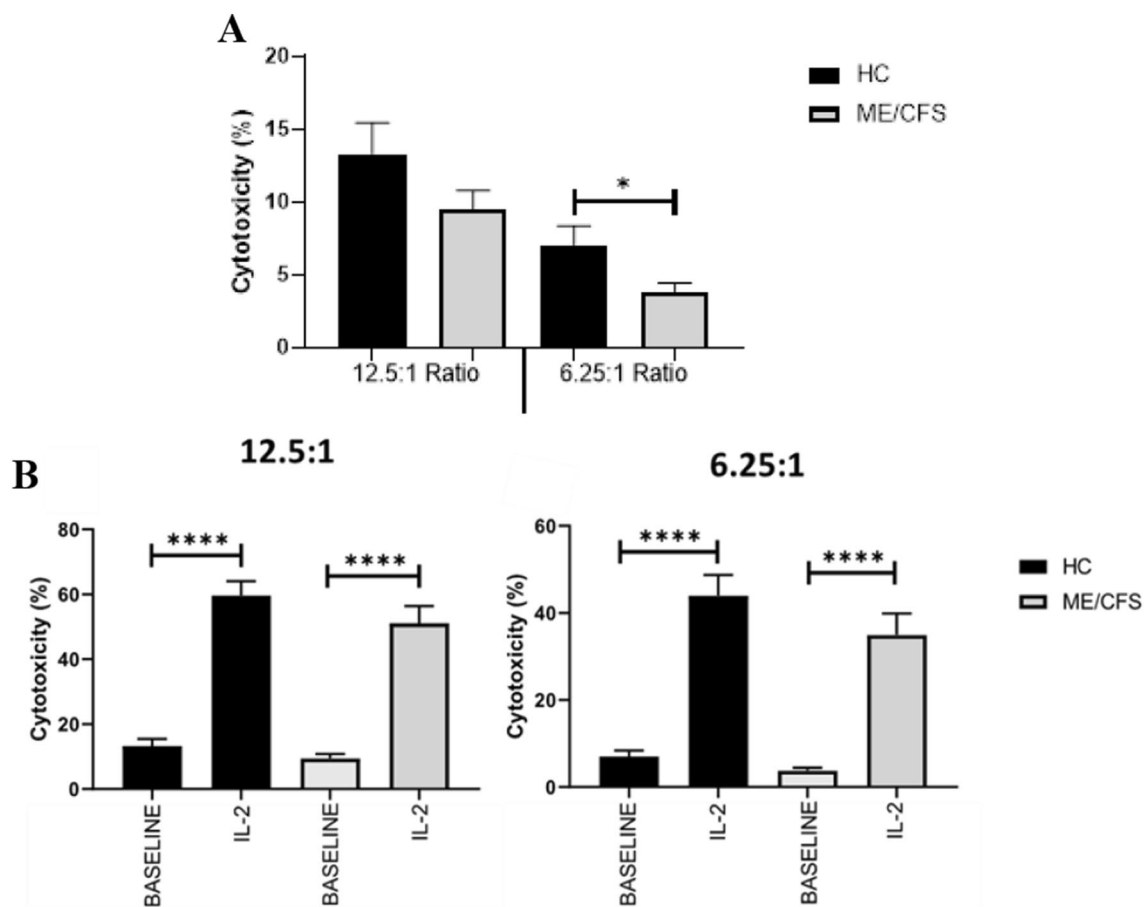 A
20
15
10
5
0
Cytotoxicity (%)
*
12.5:1 Ratio
6.25:1 Ratio
HC
ME/CFS
B
12.5:1
80
60
40
20
0
Cytotoxicity (%)
****
****
BASELINE
IL-2
BASELINE
IL-2
6.25:1
60
40
20
0
Cytotoxicity (%)
****
****
BASELINE
IL-2
BASELINE
IL-2
HC
ME/CFS